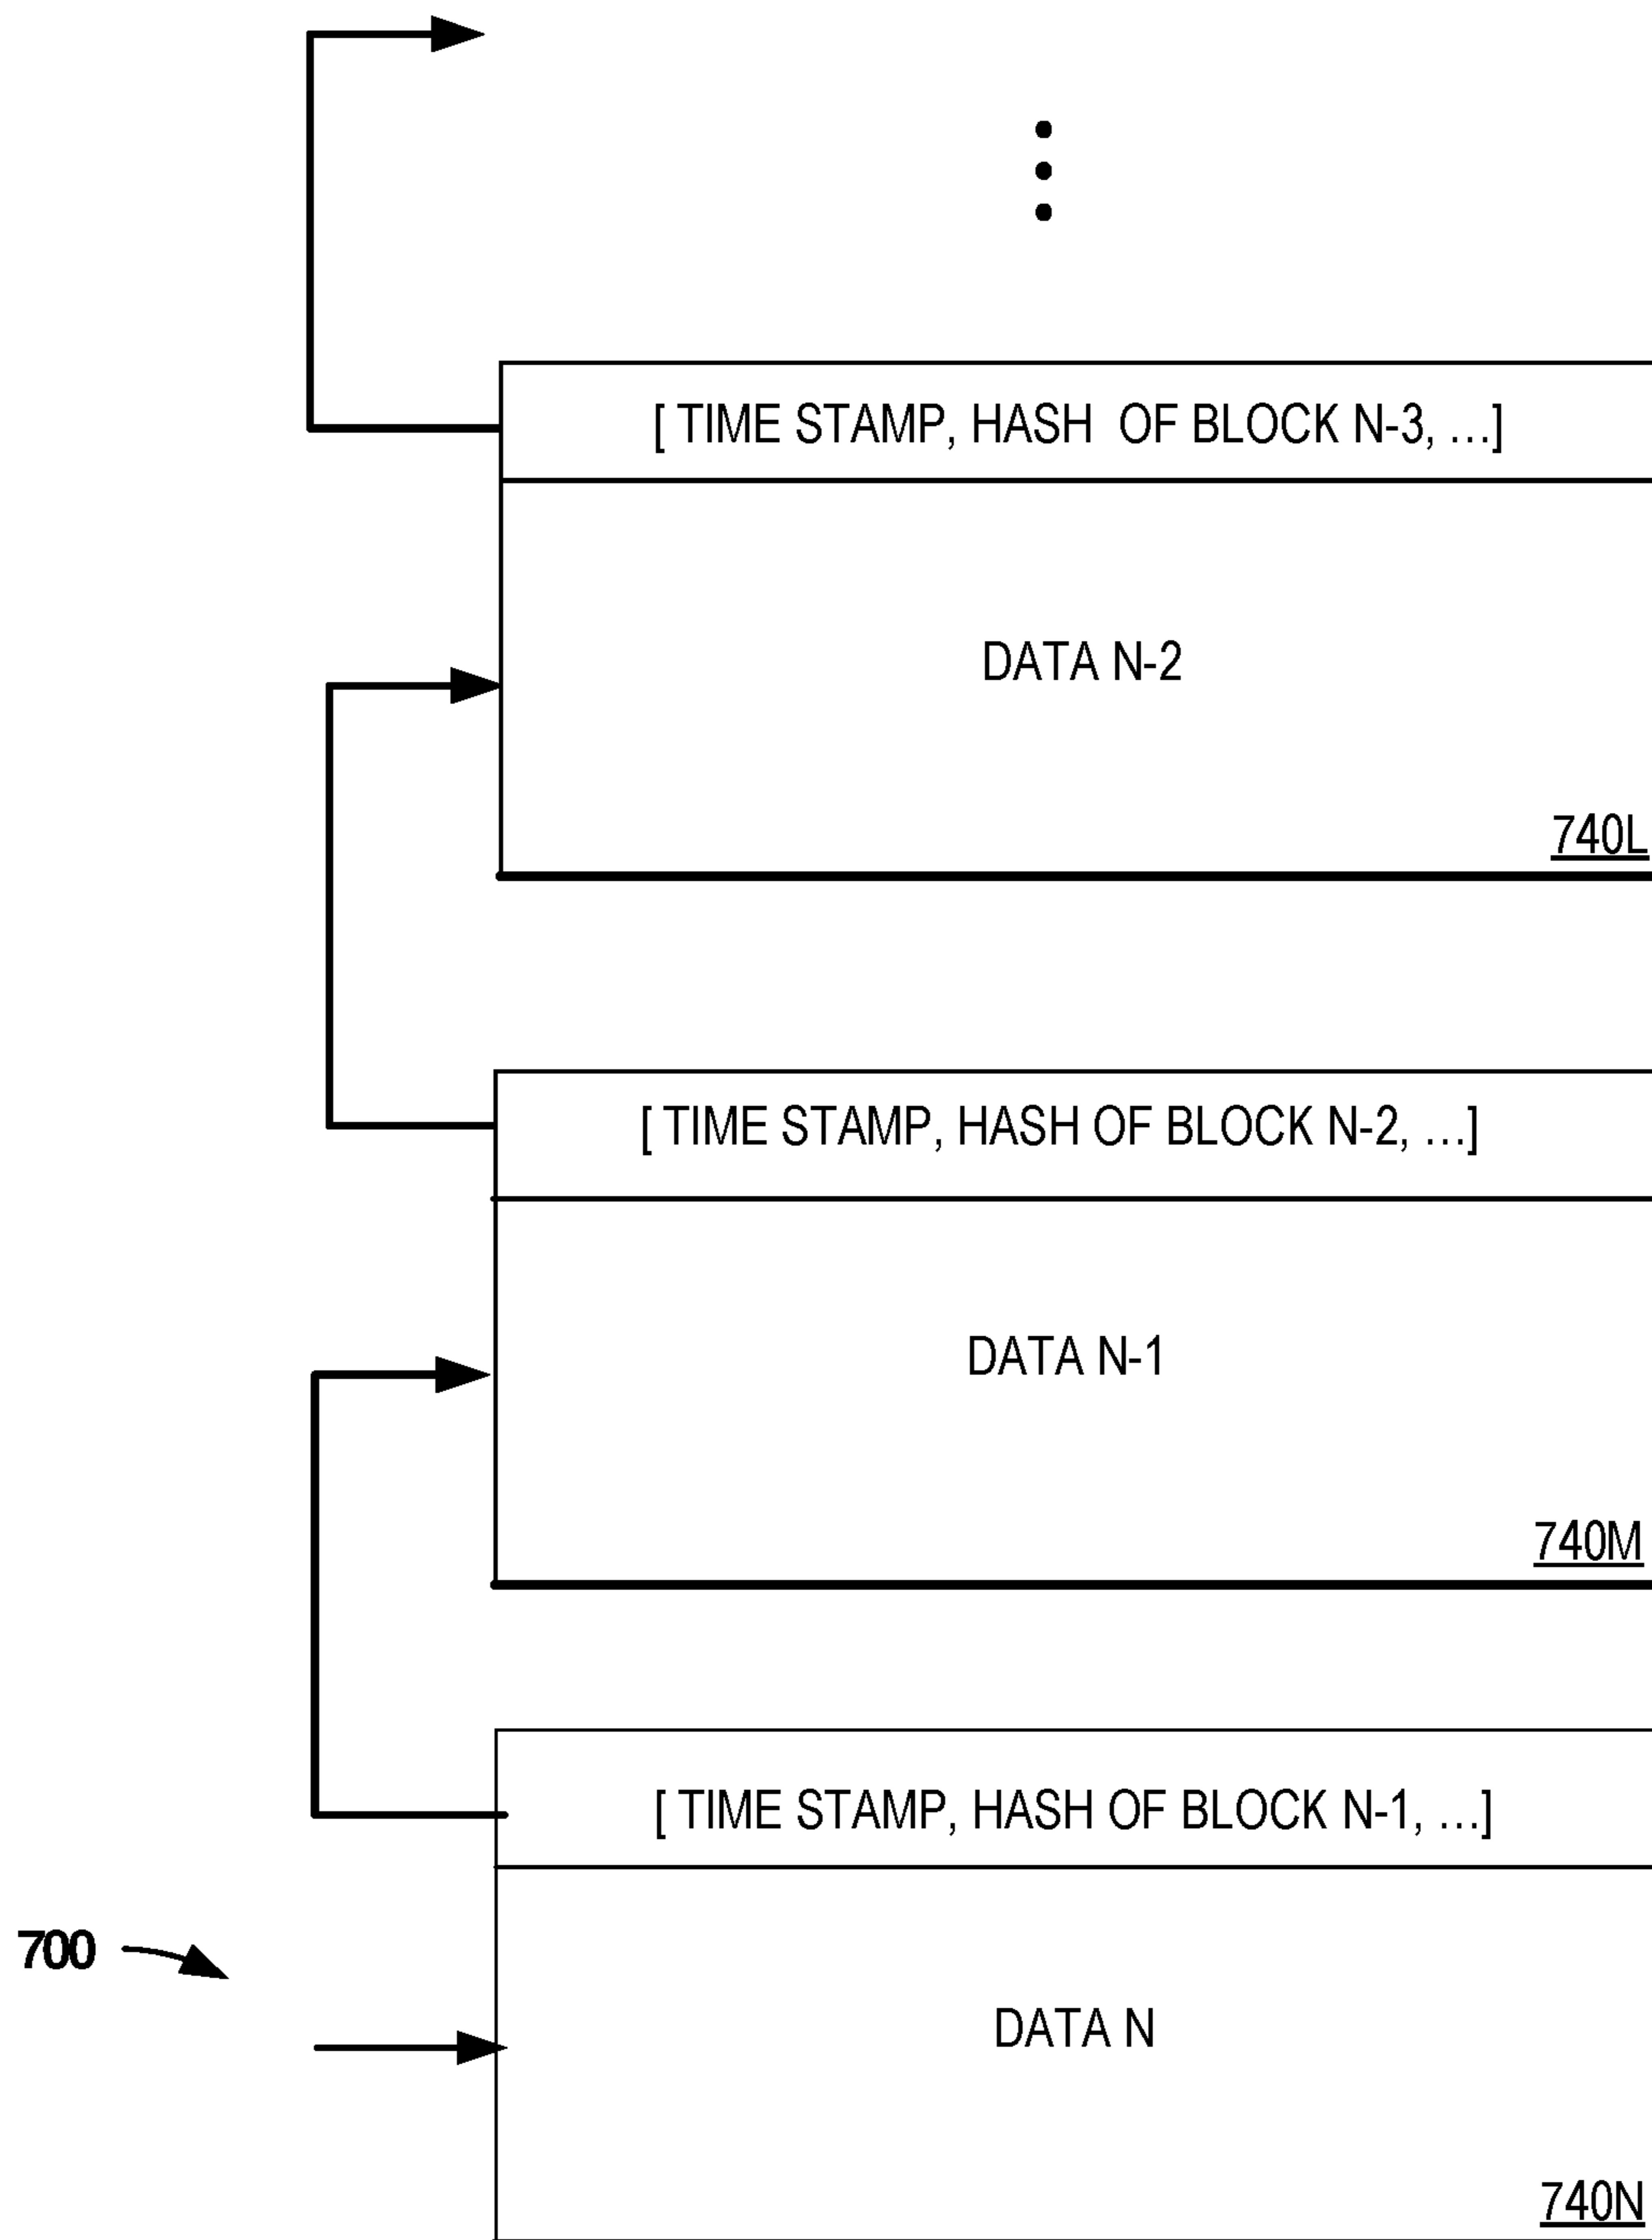 [ TIME STAMP, HASH OF BLOCK N-3, ...]
DATA N-2
740L
[ TIME STAMP, HASH OF BLOCK N-2, ...]
DATA N-1
740M
[ TIME STAMP, HASH OF BLOCK N-1, ...]
700
DATA N
740N